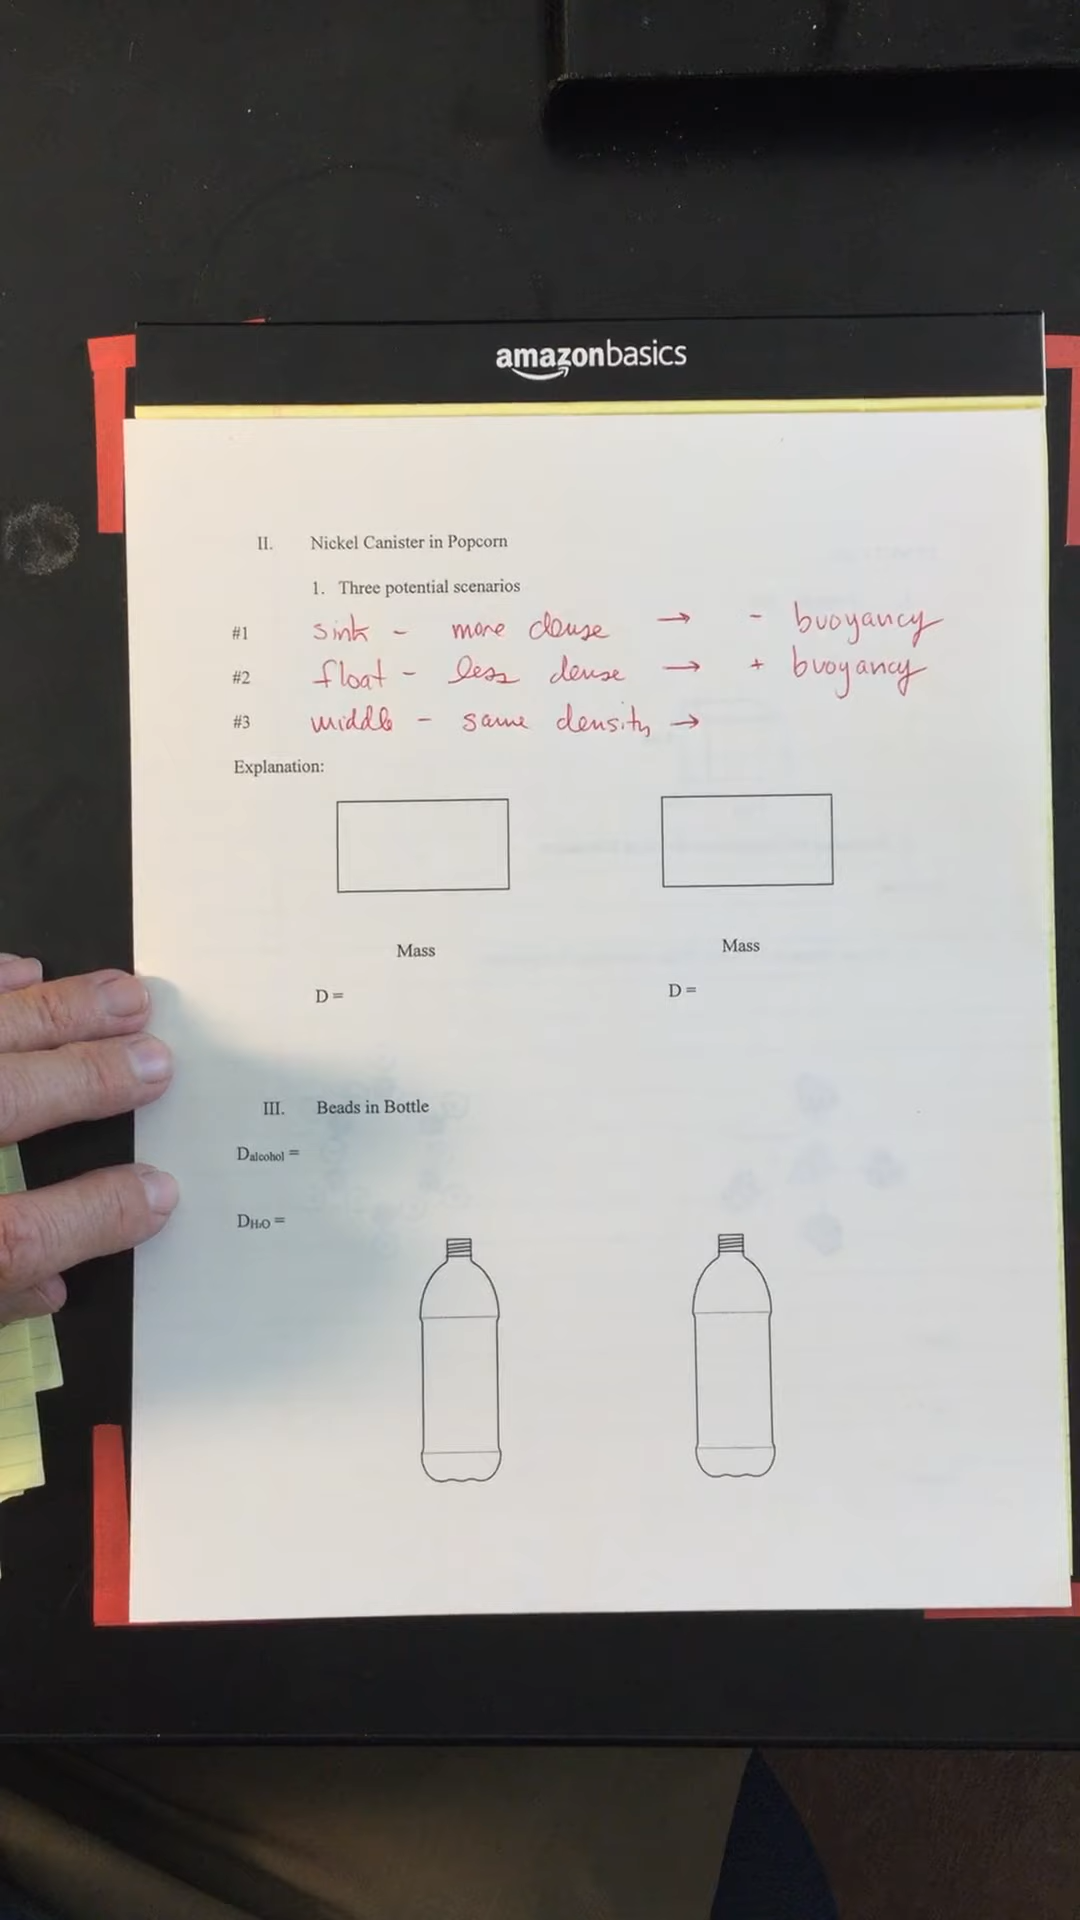 amazonbasics
II. Nickel Canister in Popcorn
1. Three potential scenarios
#1 sink - more dense → - buoyancy
#2 float - less dense → + buoyancy
#3 middle - same density →
Explanation:
Mass Mass
D = D =
III. Beads in Bottle
Dalcohol =
DH₂O =